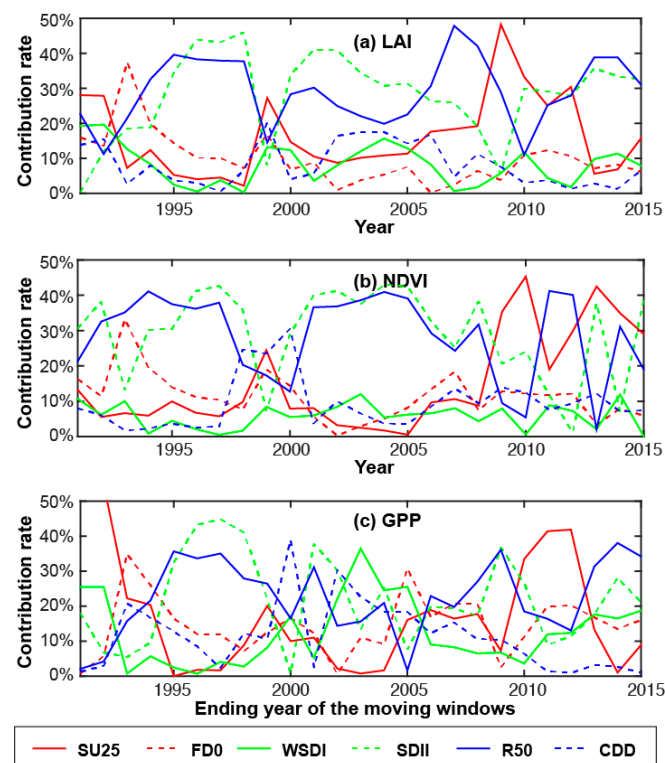 50%
(a) LAI
40%
30%
20%
10%
0%
Contribution rate
1995 2000 2005 2010 2015
Year
50%
(b) NDVI
40%
30%
20%
10%
0%
Contribution rate
1995 2000 2005 2010 2015
Year
50%
(c) GPP
40%
30%
20%
10%
0%
Contribution rate
1995 2000 2005 2010 2015
Ending year of the moving windows
SU25 FD0 WSDI SDII R50 CDD